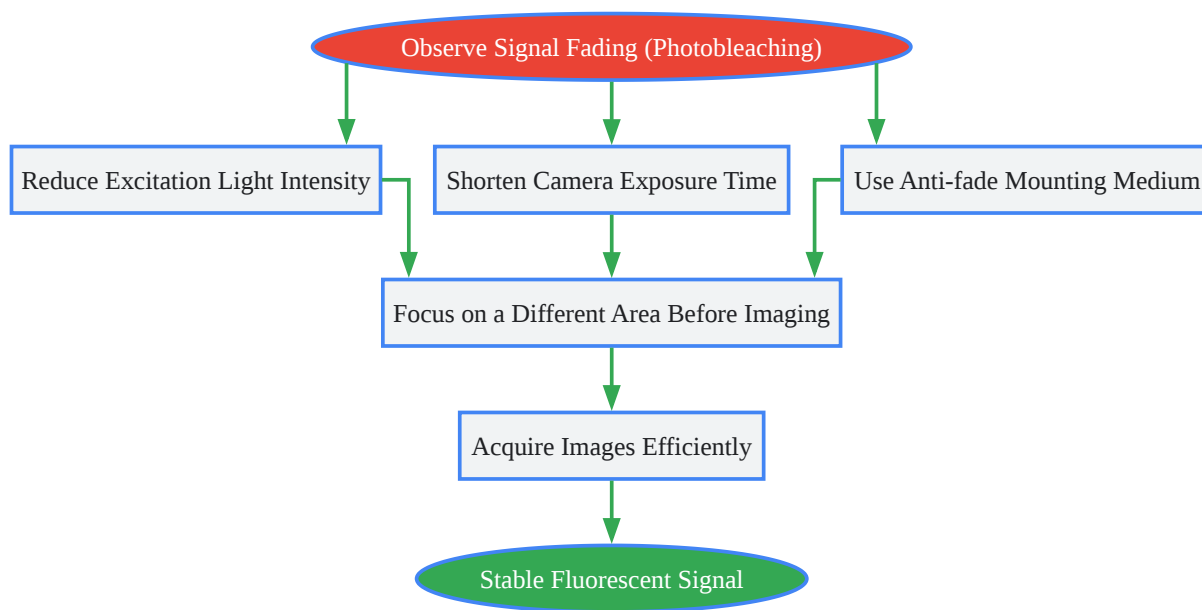 Observe Signal Fading (Photobleaching)
Reduce Excitation Light Intensity
Shorten Camera Exposure Time
Use Anti-fade Mounting Medium
Focus on a Different Area Before Imaging
Acquire Images Efficiently
Stable Fluorescent Signal